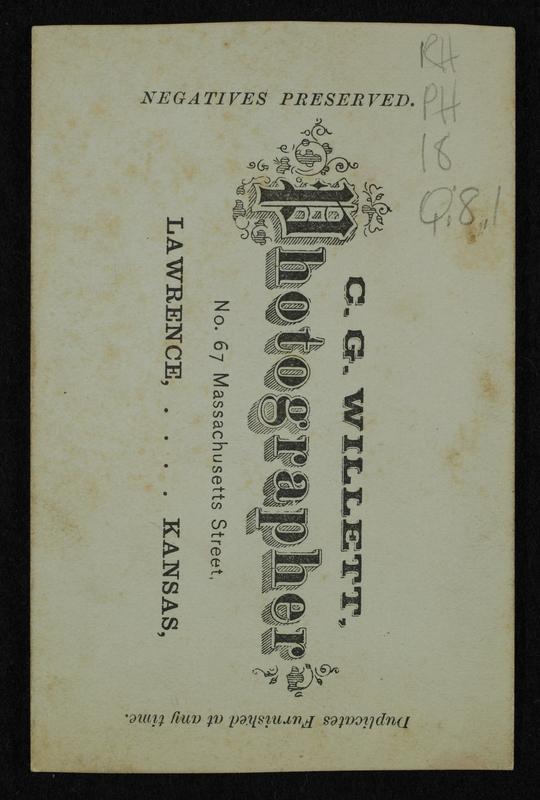 RH
PH
18
Q:8,,1
NEGATIVES PRESERVED.
C. G. WILLETT,
Photographer
No. 67 Massachusetts Street,
LAWRENCE, . . . . KANSAS,
Duplicates Furnished at any time.